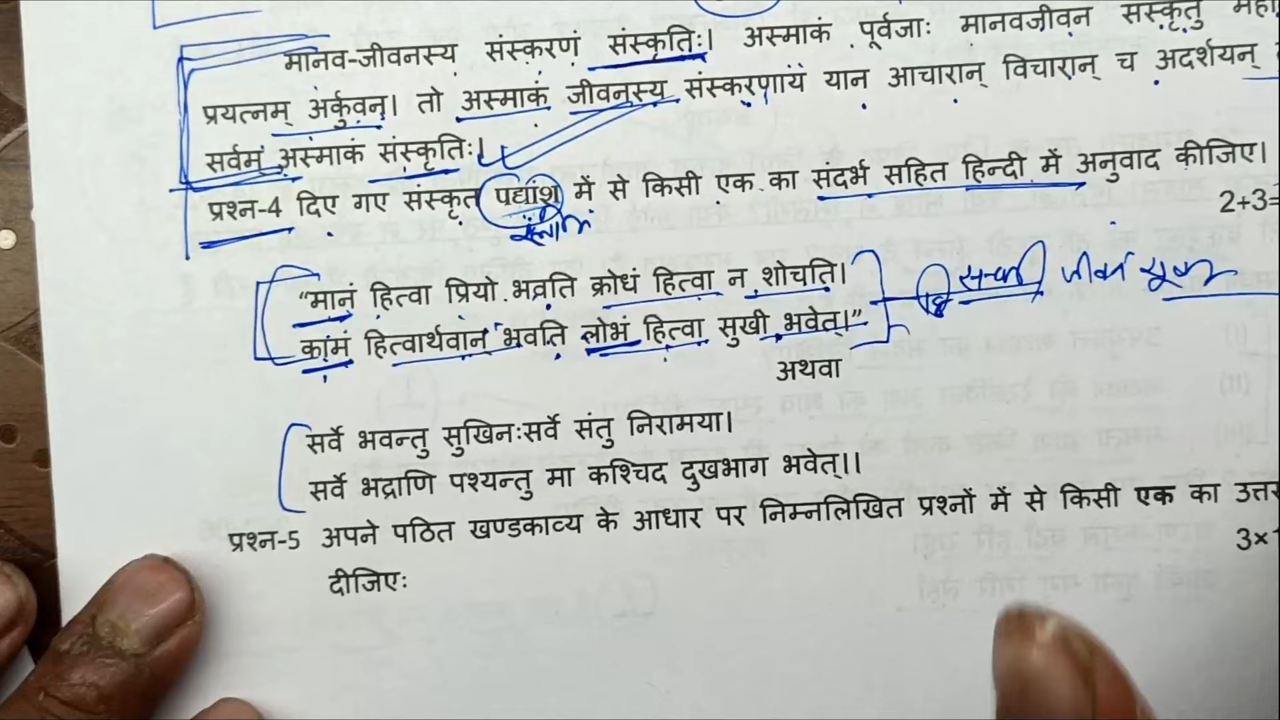 मानव-जीवनस्य संस्करणं संस्कृतिः। अस्माकं पूर्वजाः मानवजीवन संस्कृतु महा
प्रयत्नम् अर्कुवन्। तो अस्माकं जीवनस्य संस्करणायं यान आचारान् विचारान् च अदर्शयन्
सर्वमं अस्माकं संस्कृतिः।
प्रश्न-4 दिए गए संस्कृत पद्यांश में से किसी एक का संदर्भ सहित हिन्दी में अनुवाद कीजिए।
2+3=
"मानं हित्वा प्रियो भवति क्रोधं हित्वा न शोचति।
कामं हित्वार्थवान् भवति लोभं हित्वा सुखी भवेत्।"
जीवन सूत्र
अथवा
सर्वे भवन्तु सुखिनःसर्वे संतु निरामया।
सर्वे भद्राणि पश्यन्तु मा कश्चिद दुखभाग भवेत्।।
प्रश्न-5 अपने पठित खण्डकाव्य के आधार पर निम्नलिखित प्रश्नों में से किसी एक का उत्तर
3×
दीजिएः